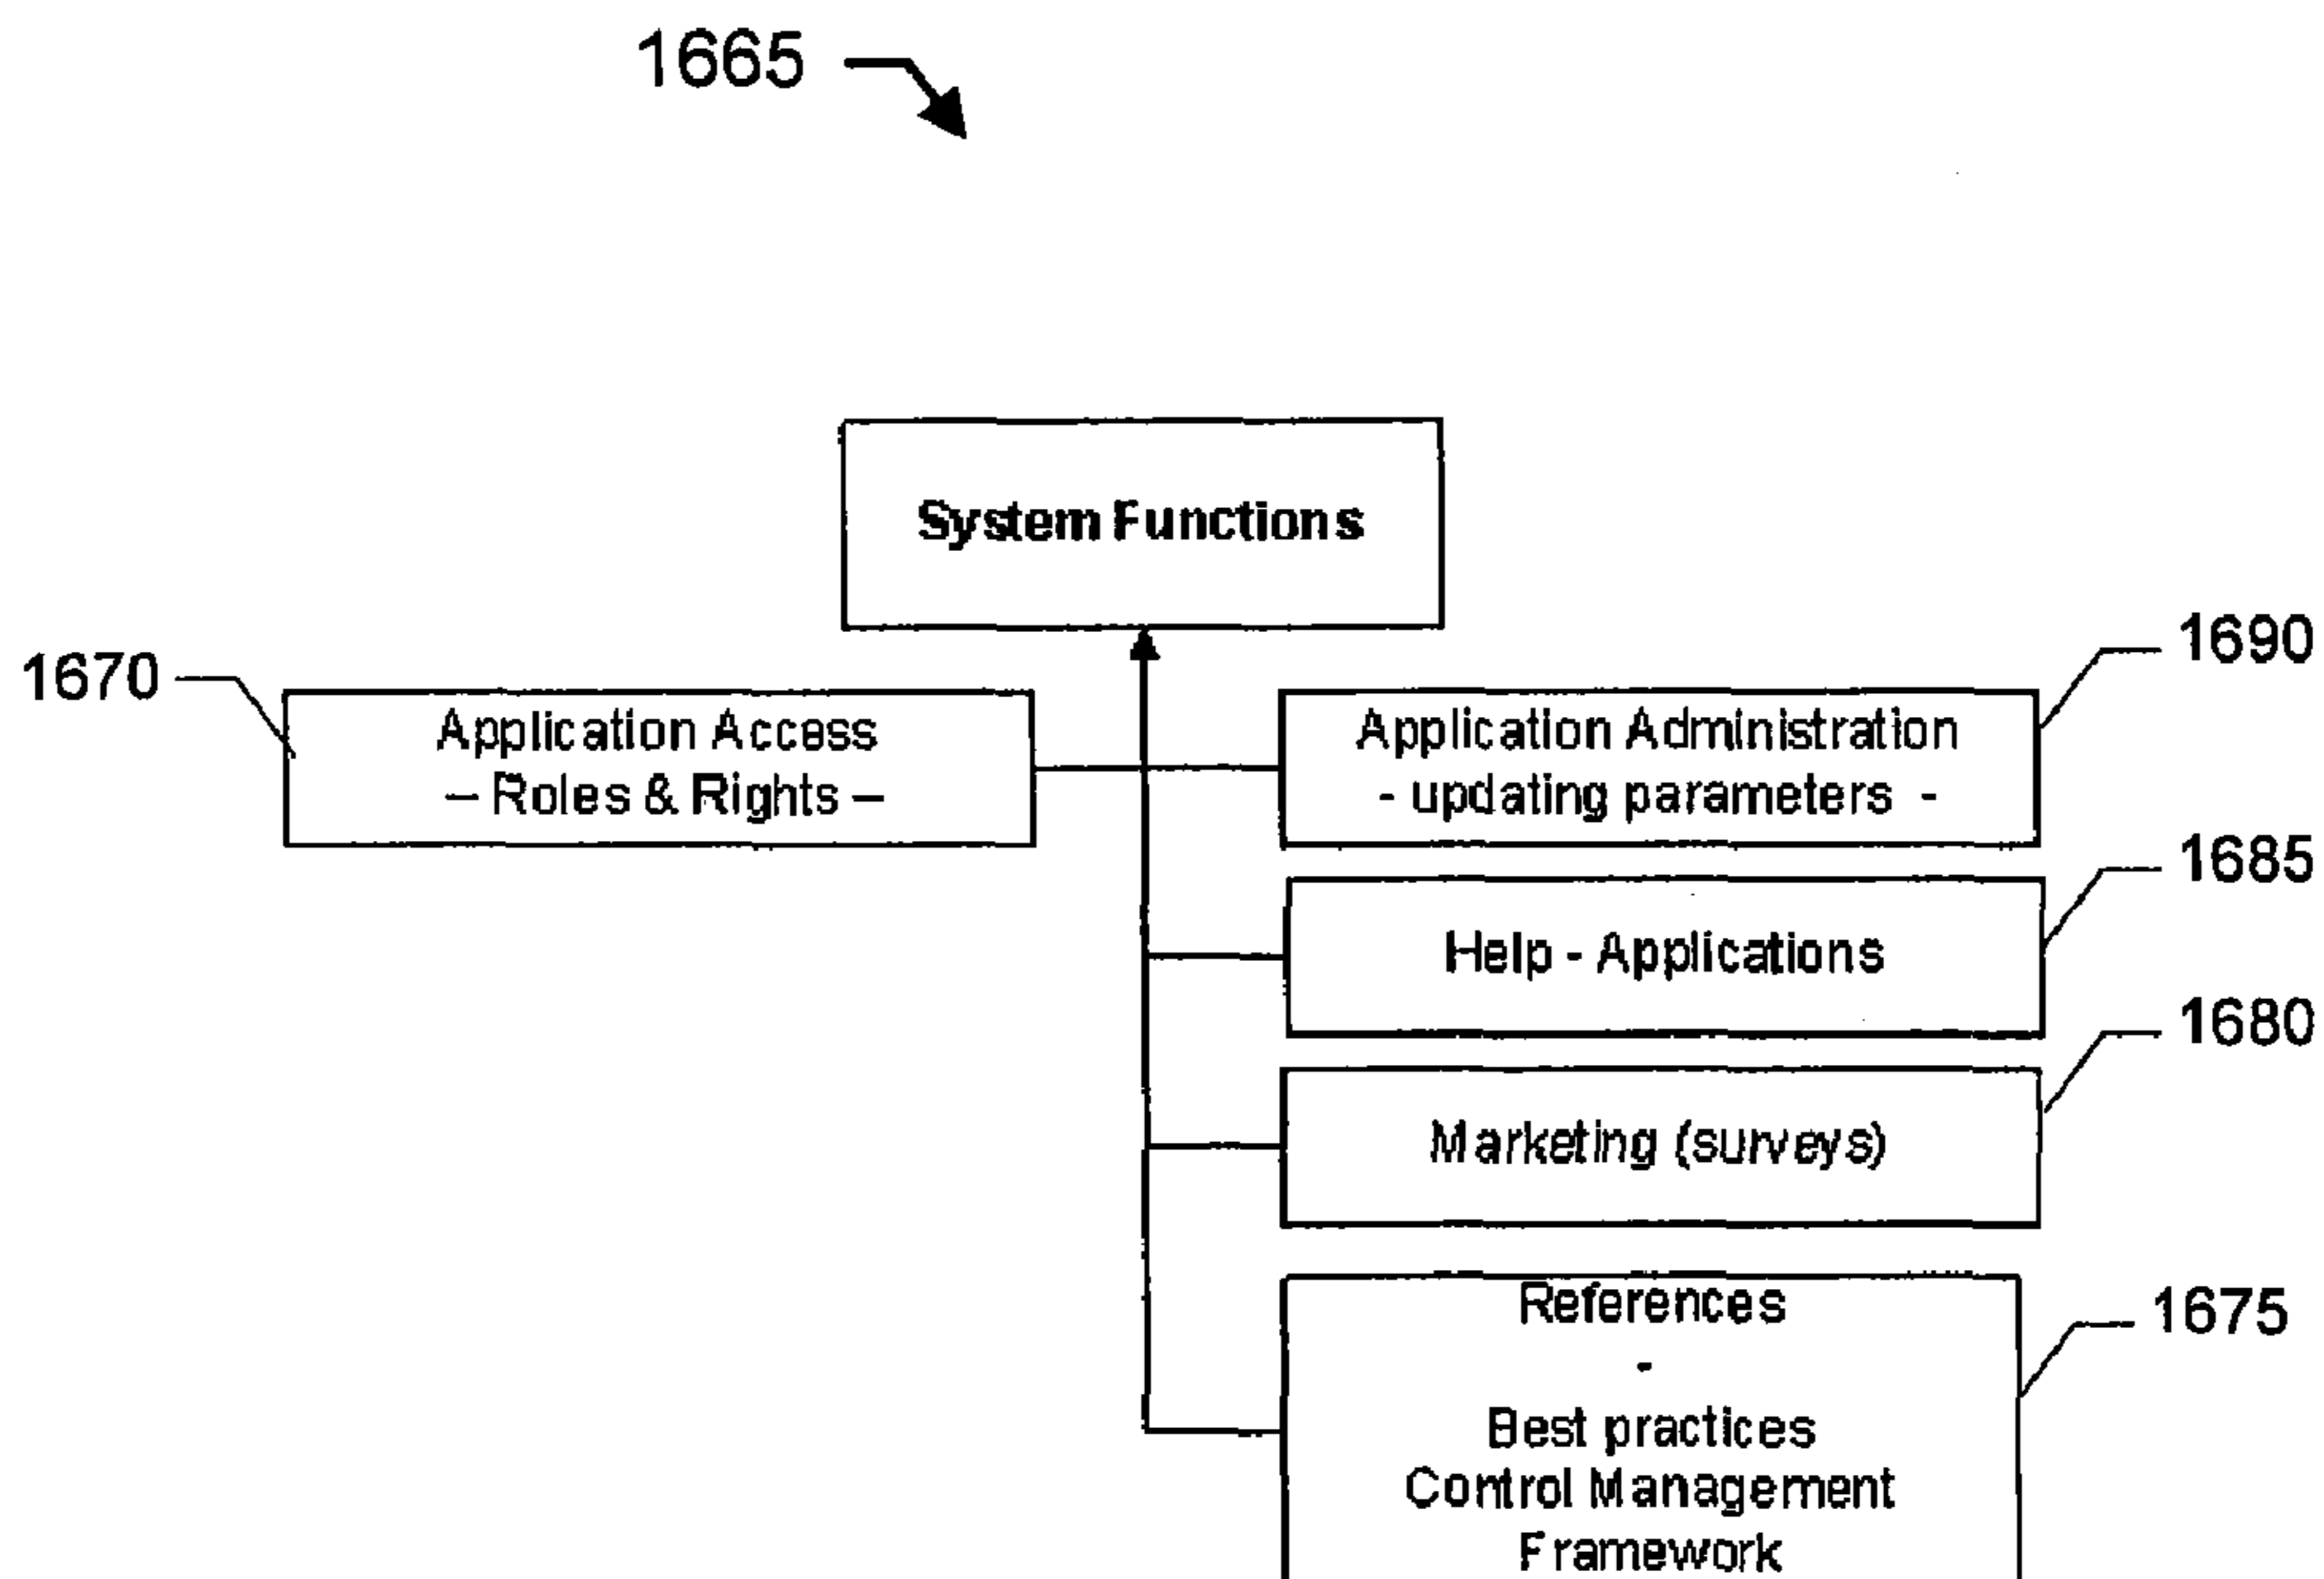 1665
System Functions
1690
1670
Application Access
– Roles & Rights –
Application Administration
- updating parameters -
1685
Help - Applications
1680
Marketing (surveys)
1675
References
-
Best practices
Control Management
Framework